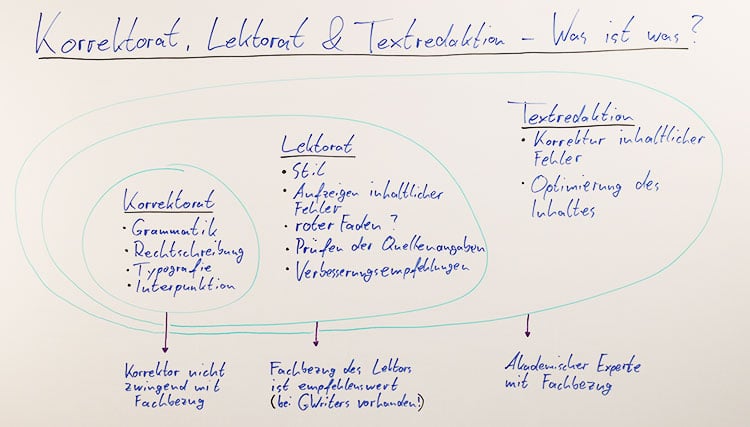 Korrektorat, Lektorat & Textredaktion – Was ist was?
Korrektorat
• Grammatik
• Rechtschreibung
• Typografie
• Interpunktion
Lektorat
• Stil
• Aufzeigen inhaltlicher
Fehler
• roter Faden ?
• Prüfen der Quellenangaben
• Verbesserungsempfehlungen
Textredaktion
• Korrektur inhaltlicher
Fehler
• Optimierung des
Inhaltes
Korrektor nicht
zwingend mit
Fachbezug
Fachbezug des Lektors
ist empfehlenswert
(bei GWriters vorhanden!)
Akademischer Experte
mit Fachbezug